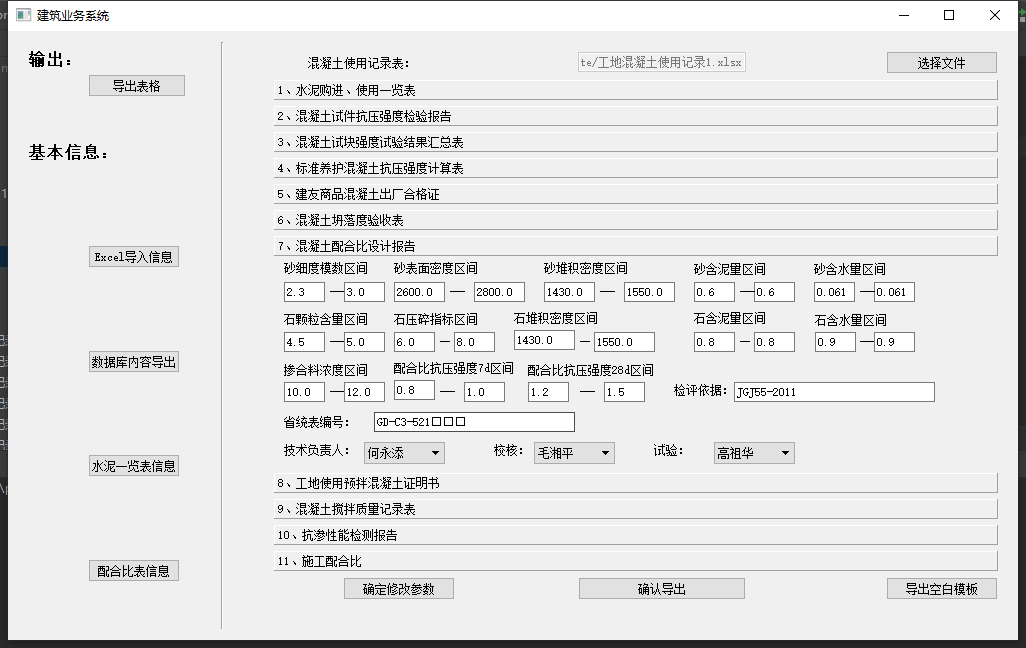 建筑业务系统
输出：
导出表格
基本信息：
Excel导入信息
数据库内容导出
水泥一览表信息
配合比表信息
混凝土使用记录表： te/工地混凝土使用记录1.xlsx 选择文件
1、水泥购进、使用一览表
2、混凝土试件抗压强度检验报告
3、混凝土试块强度试验结果汇总表
4、标准养护混凝土抗压强度计算表
5、建友商品混凝土出厂合格证
6、混凝土坍落度验收表
7、混凝土配合比设计报告
砂细度模数区间 砂表面密度区间 砂堆积密度区间 砂含泥量区间 砂含水量区间
2.3 — 3.0 2600.0 — 2800.0 1430.0 — 1550.0 0.6 — 0.6 0.061 — 0.061
石颗粒含量区间 石压碎指标区间 石堆积密度区间 石含泥量区间 石含水量区间
4.5 — 5.0 6.0 — 8.0 1430.0 — 1550.0 0.8 — 0.8 0.9 — 0.9
掺合料浓度区间 配合比抗压强度7d区间 配合比抗压强度28d区间
10.0 — 12.0 0.8 — 1.0 1.2 — 1.5 检评依据： JGJ55-2011
省统表编号： GD-C3-521□□□
技术负责人： 何永添 校核： 毛湘平 试验： 高祖华
8、工地使用预拌混凝土证明书
9、混凝土搅拌质量记录表
10、抗渗性能检测报告
11、施工配合比
确定修改参数 确认导出 导出空白模板